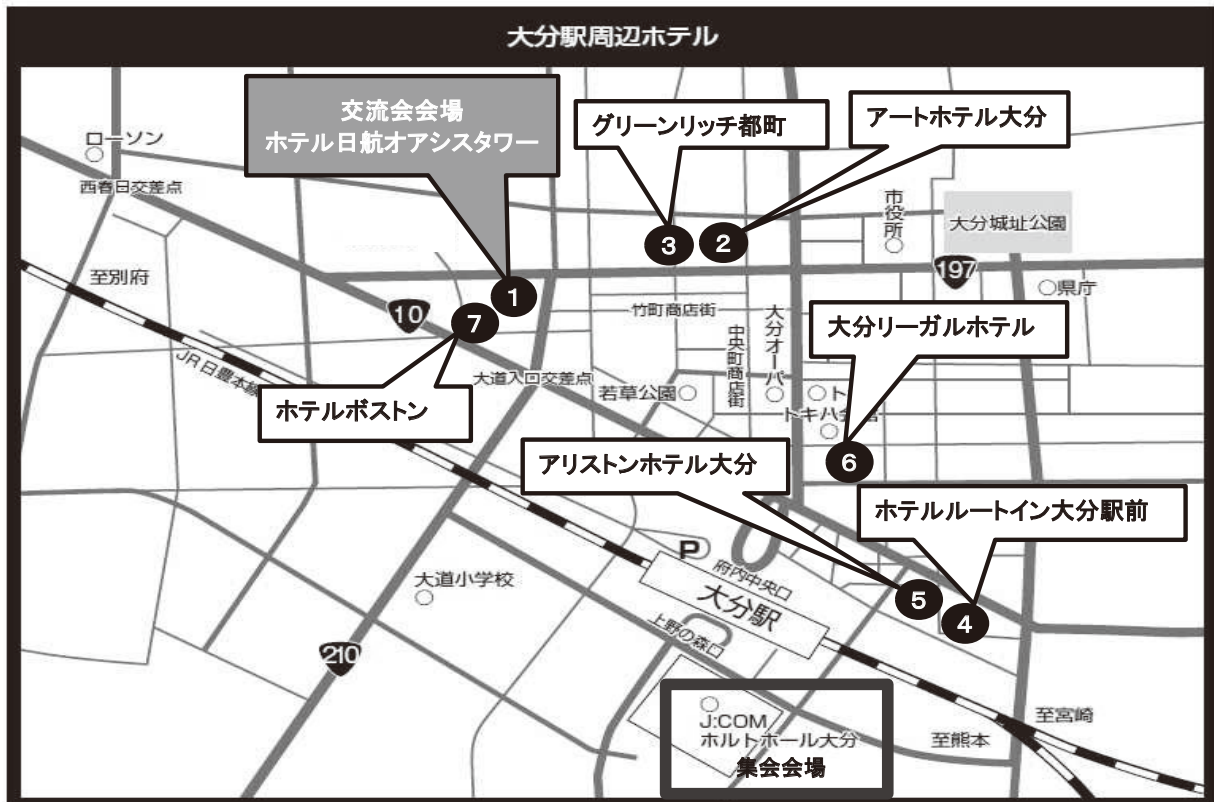 大分駅周辺ホテル
交流会会場
ホテル日航オアシスタワー
グリーンリッチ都町
アートホテル大分
ローソン
西春日交差点
市役所
大分城址公園
3
2
197
至別府
1
県庁
10
7
竹町商店街
大分オーパ
中央町商店街
大分リーガルホテル
JR日豊本線
大道入口交差点
若草公園
ト
トキハ会館
ホテルボストン
アリストンホテル大分
6
ホテルルートイン大分駅前
P
府内中央口
大道小学校
大分駅
5
4
上野の森口
210
J:COM
ホルトホール大分
集会会場
至熊本
至宮崎